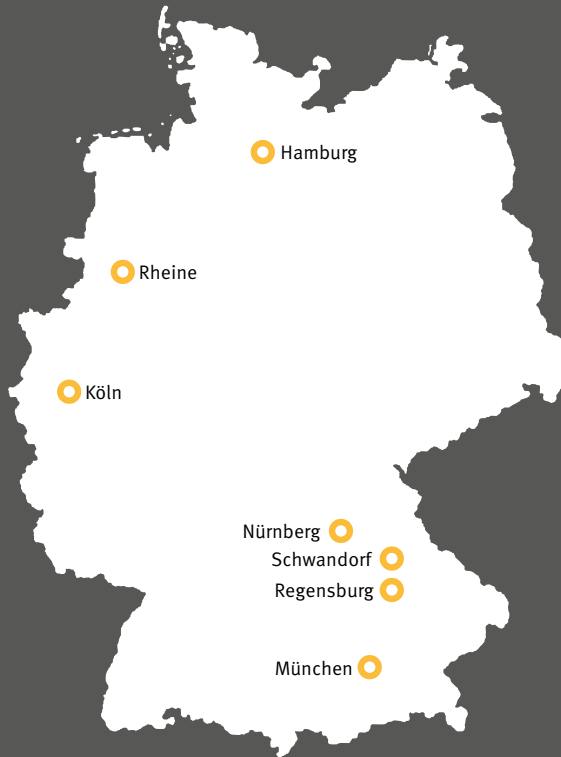 Hamburg
Rheine
Köln
Nürnberg
Schwandorf
Regensburg
München